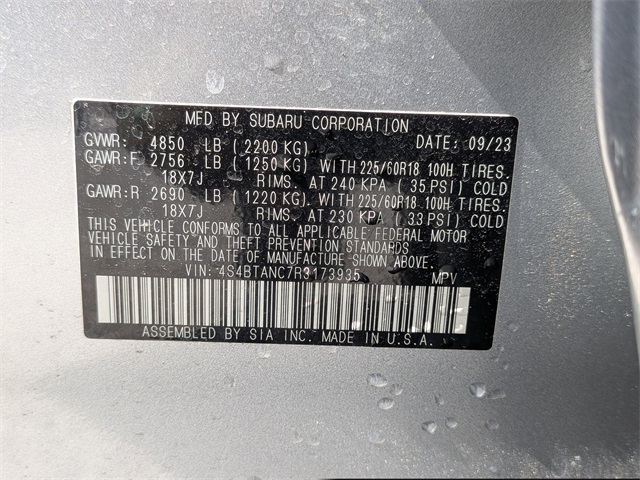 MFD BY SUBARU CORPORATION
GVWR: 4850 LB ( 2200 KG) DATE: 09/23
GAWR:F 2756 LB ( 1250 KG) WITH 225/60R18 100H TIRES.
18X7J RIMS. AT 240 KPA ( 35 PSI) COLD
GAWR:R 2690 LB ( 1220 KG) WITH 225/60R18 100H TIRES.
18X7J RIMS. AT 230 KPA ( 33 PSI) COLD
THIS VEHICLE CONFORMS TO ALL APPLICABLE FEDERAL MOTOR
VEHICLE SAFETY AND THEFT PREVENTION STANDARDS
IN EFFECT ON THE DATE OF MANUFACTURE SHOWN ABOVE.
VIN: 4S4BTANC7R3173935 MPV
ASSEMBLED BY SIA INC. MADE IN U.S.A.